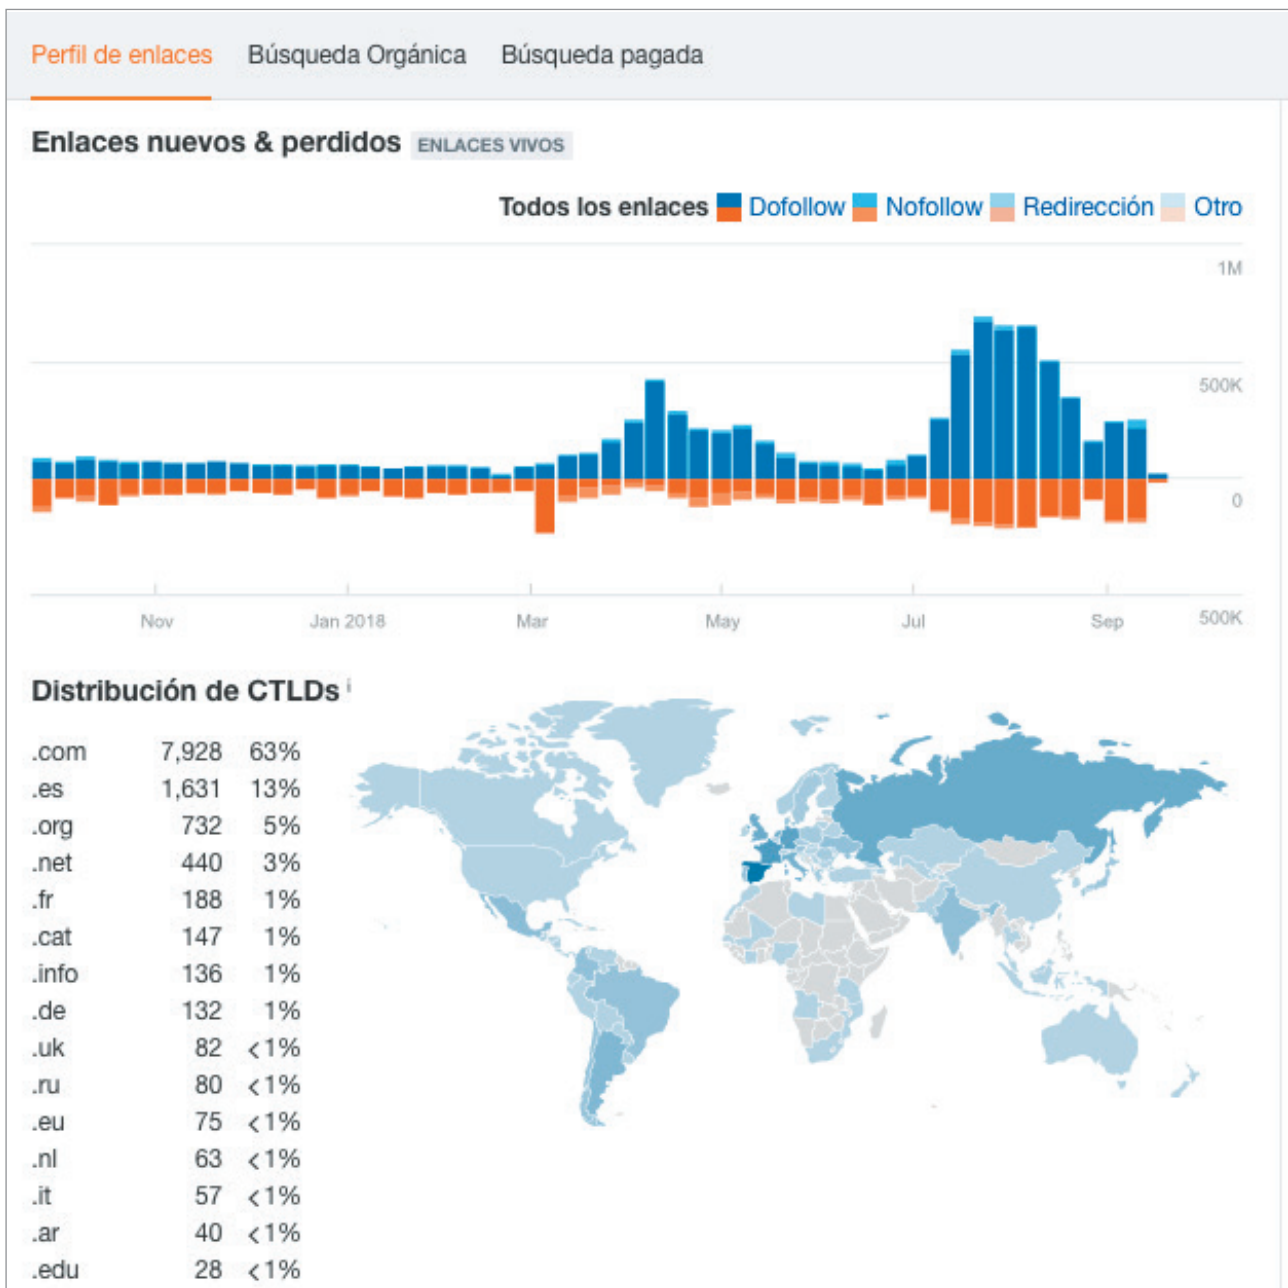 Perfil de enlaces Búsqueda Orgánica Búsqueda pagada
Enlaces nuevos & perdidos ENLACES VIVOS
Todos los enlaces Dofollow Nofollow Redirección Otro
1M
500K
0
500K
Nov Jan 2018 Mar May Jul Sep
Distribución de CTLDs i
.com 7,928 63%
.es 1,631 13%
.org 732 5%
.net 440 3%
.fr 188 1%
.cat 147 1%
.info 136 1%
.de 132 1%
.uk 82 <1%
.ru 80 <1%
.eu 75 <1%
.nl 63 <1%
.it 57 <1%
.ar 40 <1%
.edu 28 <1%